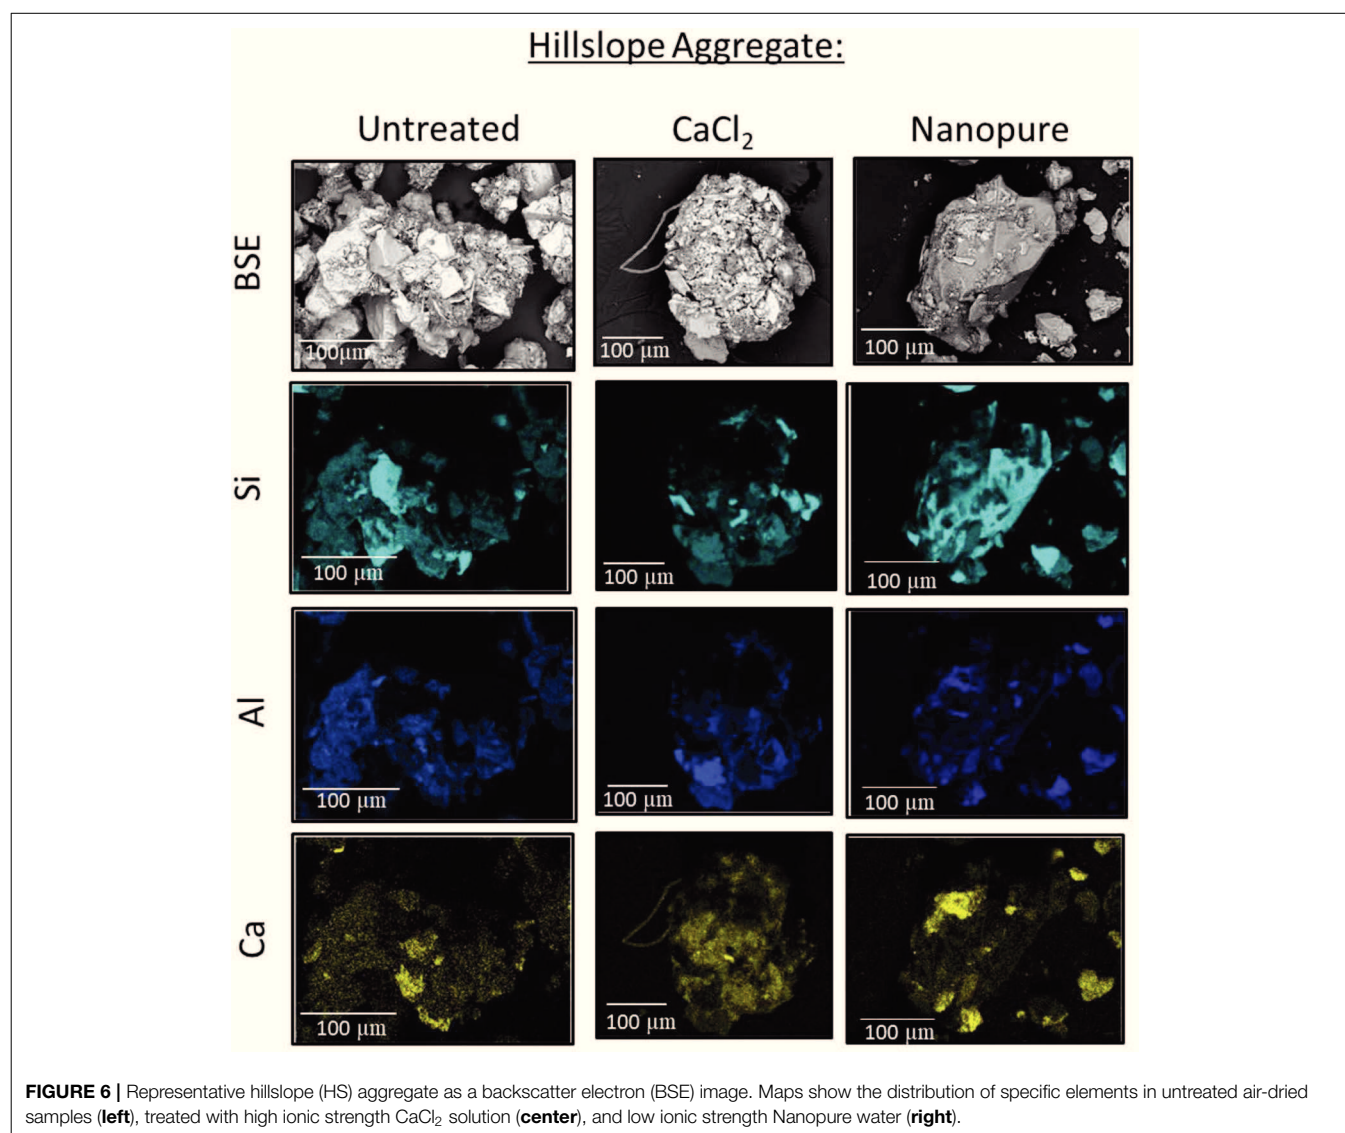 Hillslope Aggregate:
Untreated
CaCl₂
Nanopure
BSE
100μm
100 μm
100 μm
Si
100 μm
100 μm
100 μm
Al
100 μm
100 μm
100 μm
Ca
100 μm
100 μm
100 μm
FIGURE 6 | Representative hillslope (HS) aggregate as a backscatter electron (BSE) image. Maps show the distribution of specific elements in untreated air-dried
samples (left), treated with high ionic strength CaCl₂ solution (center), and low ionic strength Nanopure water (right).